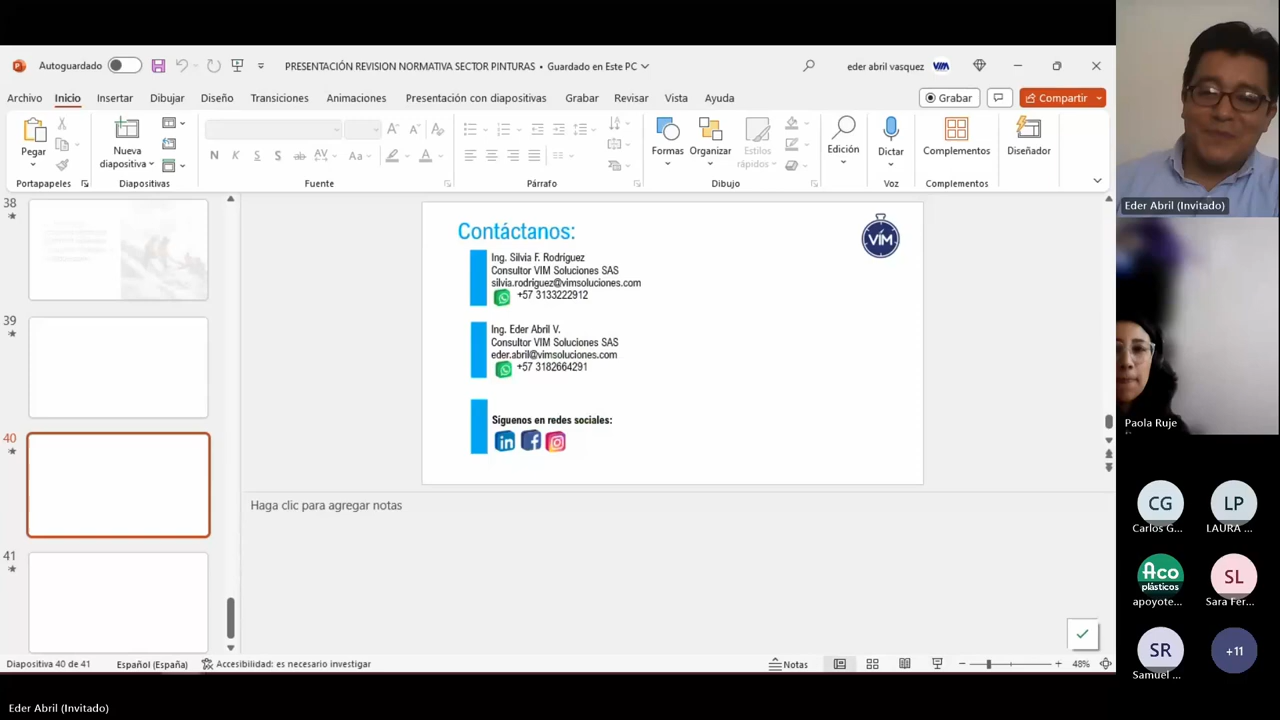 Autoguardado
PRESENTACIÓN REVISION NORMATIVA SECTOR PINTURAS • Guardado en Este PC
eder abril vasquez
VIM
Archivo
Inicio
Insertar
Dibujar
Diseño
Transiciones
Animaciones
Presentación con diapositivas
Grabar
Revisar
Vista
Ayuda
Grabar
Compartir
Pegar
Nueva
diapositiva
N K S S ab AV Aa A
Formas
Organizar
Estilos
rápidos
Edición
Dictar
Complementos
Diseñador
Portapapeles
Diapositivas
Fuente
Párrafo
Dibujo
Voz
Complementos
38
39
40
41
Contáctanos:
VIM
Ing. Silvia F. Rodriguez
Consultor VIM Soluciones SAS
silvia.rodriguez@vimsoluciones.com
+57 3133222912
Ing. Eder Abril V.
Consultor VIM Soluciones SAS
eder.abril@vimsoluciones.com
+57 3182664291
Síguenos en redes sociales:
in f
Haga clic para agregar notas
Diapositiva 40 de 41
Español (España)
Accesibilidad: es necesario investigar
Notas
48%
Eder Abril (Invitado)
Eder Abril (Invitado)
Paola Ruje
CG
Carlos G...
LP
LAURA ...
Aco
plásticos
apoyote...
SL
Sara Fer...
SR
Samuel ...
+11